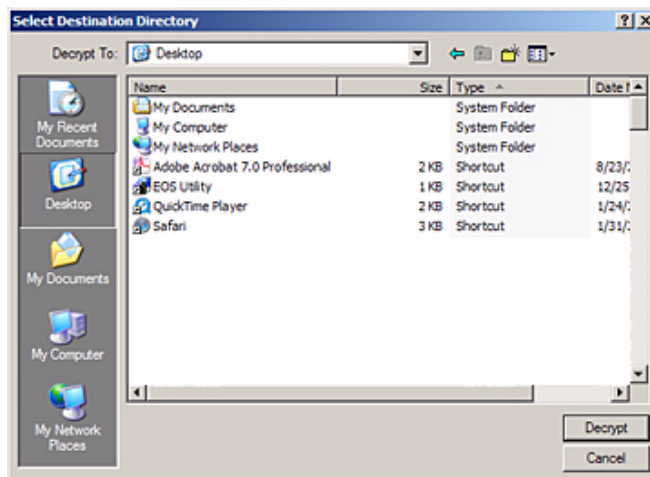 Select Destination Directory
Decrypt To: Desktop
Name Size Type Date
My Documents System Folder
My Computer System Folder
My Network Places System Folder
Adobe Acrobat 7.0 Professional 2 KB Shortcut 8/23/
EOS Utility 1 KB Shortcut 12/25
QuickTime Player 2 KB Shortcut 1/24/
Safari 3 KB Shortcut 1/31/
My Recent
Documents
Desktop
My Documents
My Computer
My Network
Places
Decrypt
Cancel